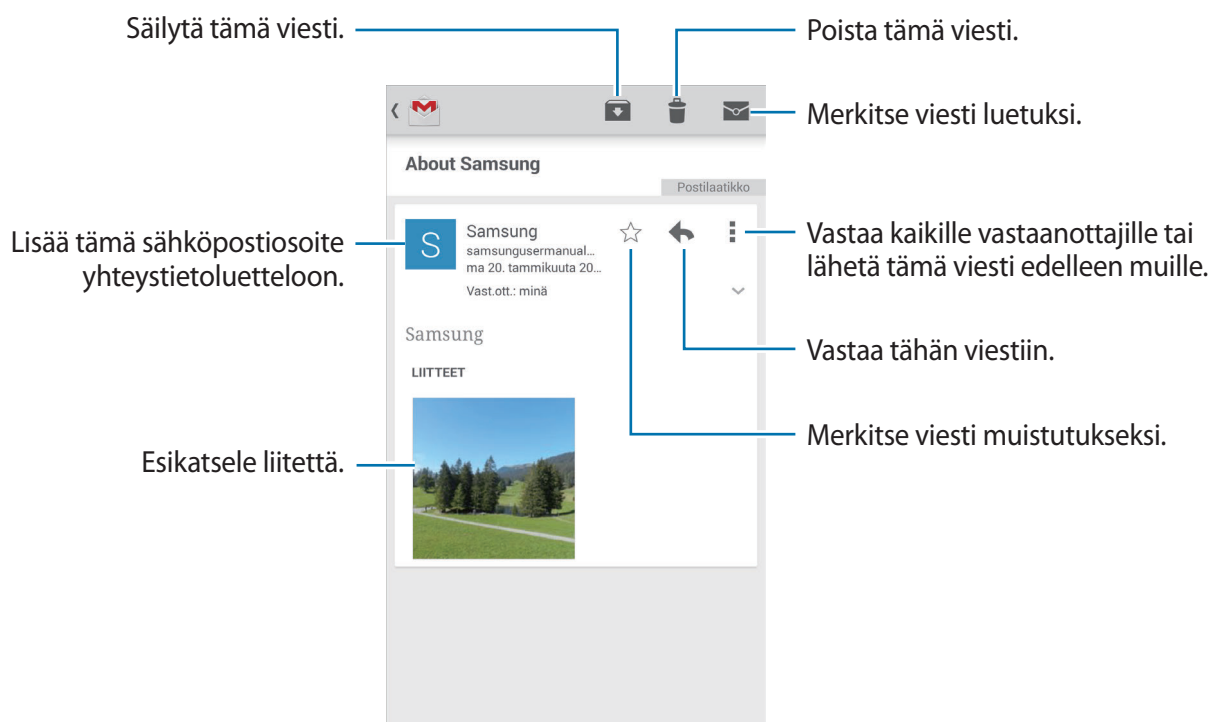 Säilytä tämä viesti.
Poista tämä viesti.
Merkitse viesti luetuksi.
About Samsung
Postilaatikko
Lisää tämä sähköpostiosoite
yhteystietoluetteloon.
S
Samsung
samsungusermanual...
ma 20. tammikuuta 20...
Vast.ott.: minä
Vastaa kaikille vastaanottajille tai
lähetä tämä viesti edelleen muille.
Samsung
Vastaa tähän viestiin.
LIITTEET
Merkitse viesti muistutukseksi.
Esikatsele liitettä.